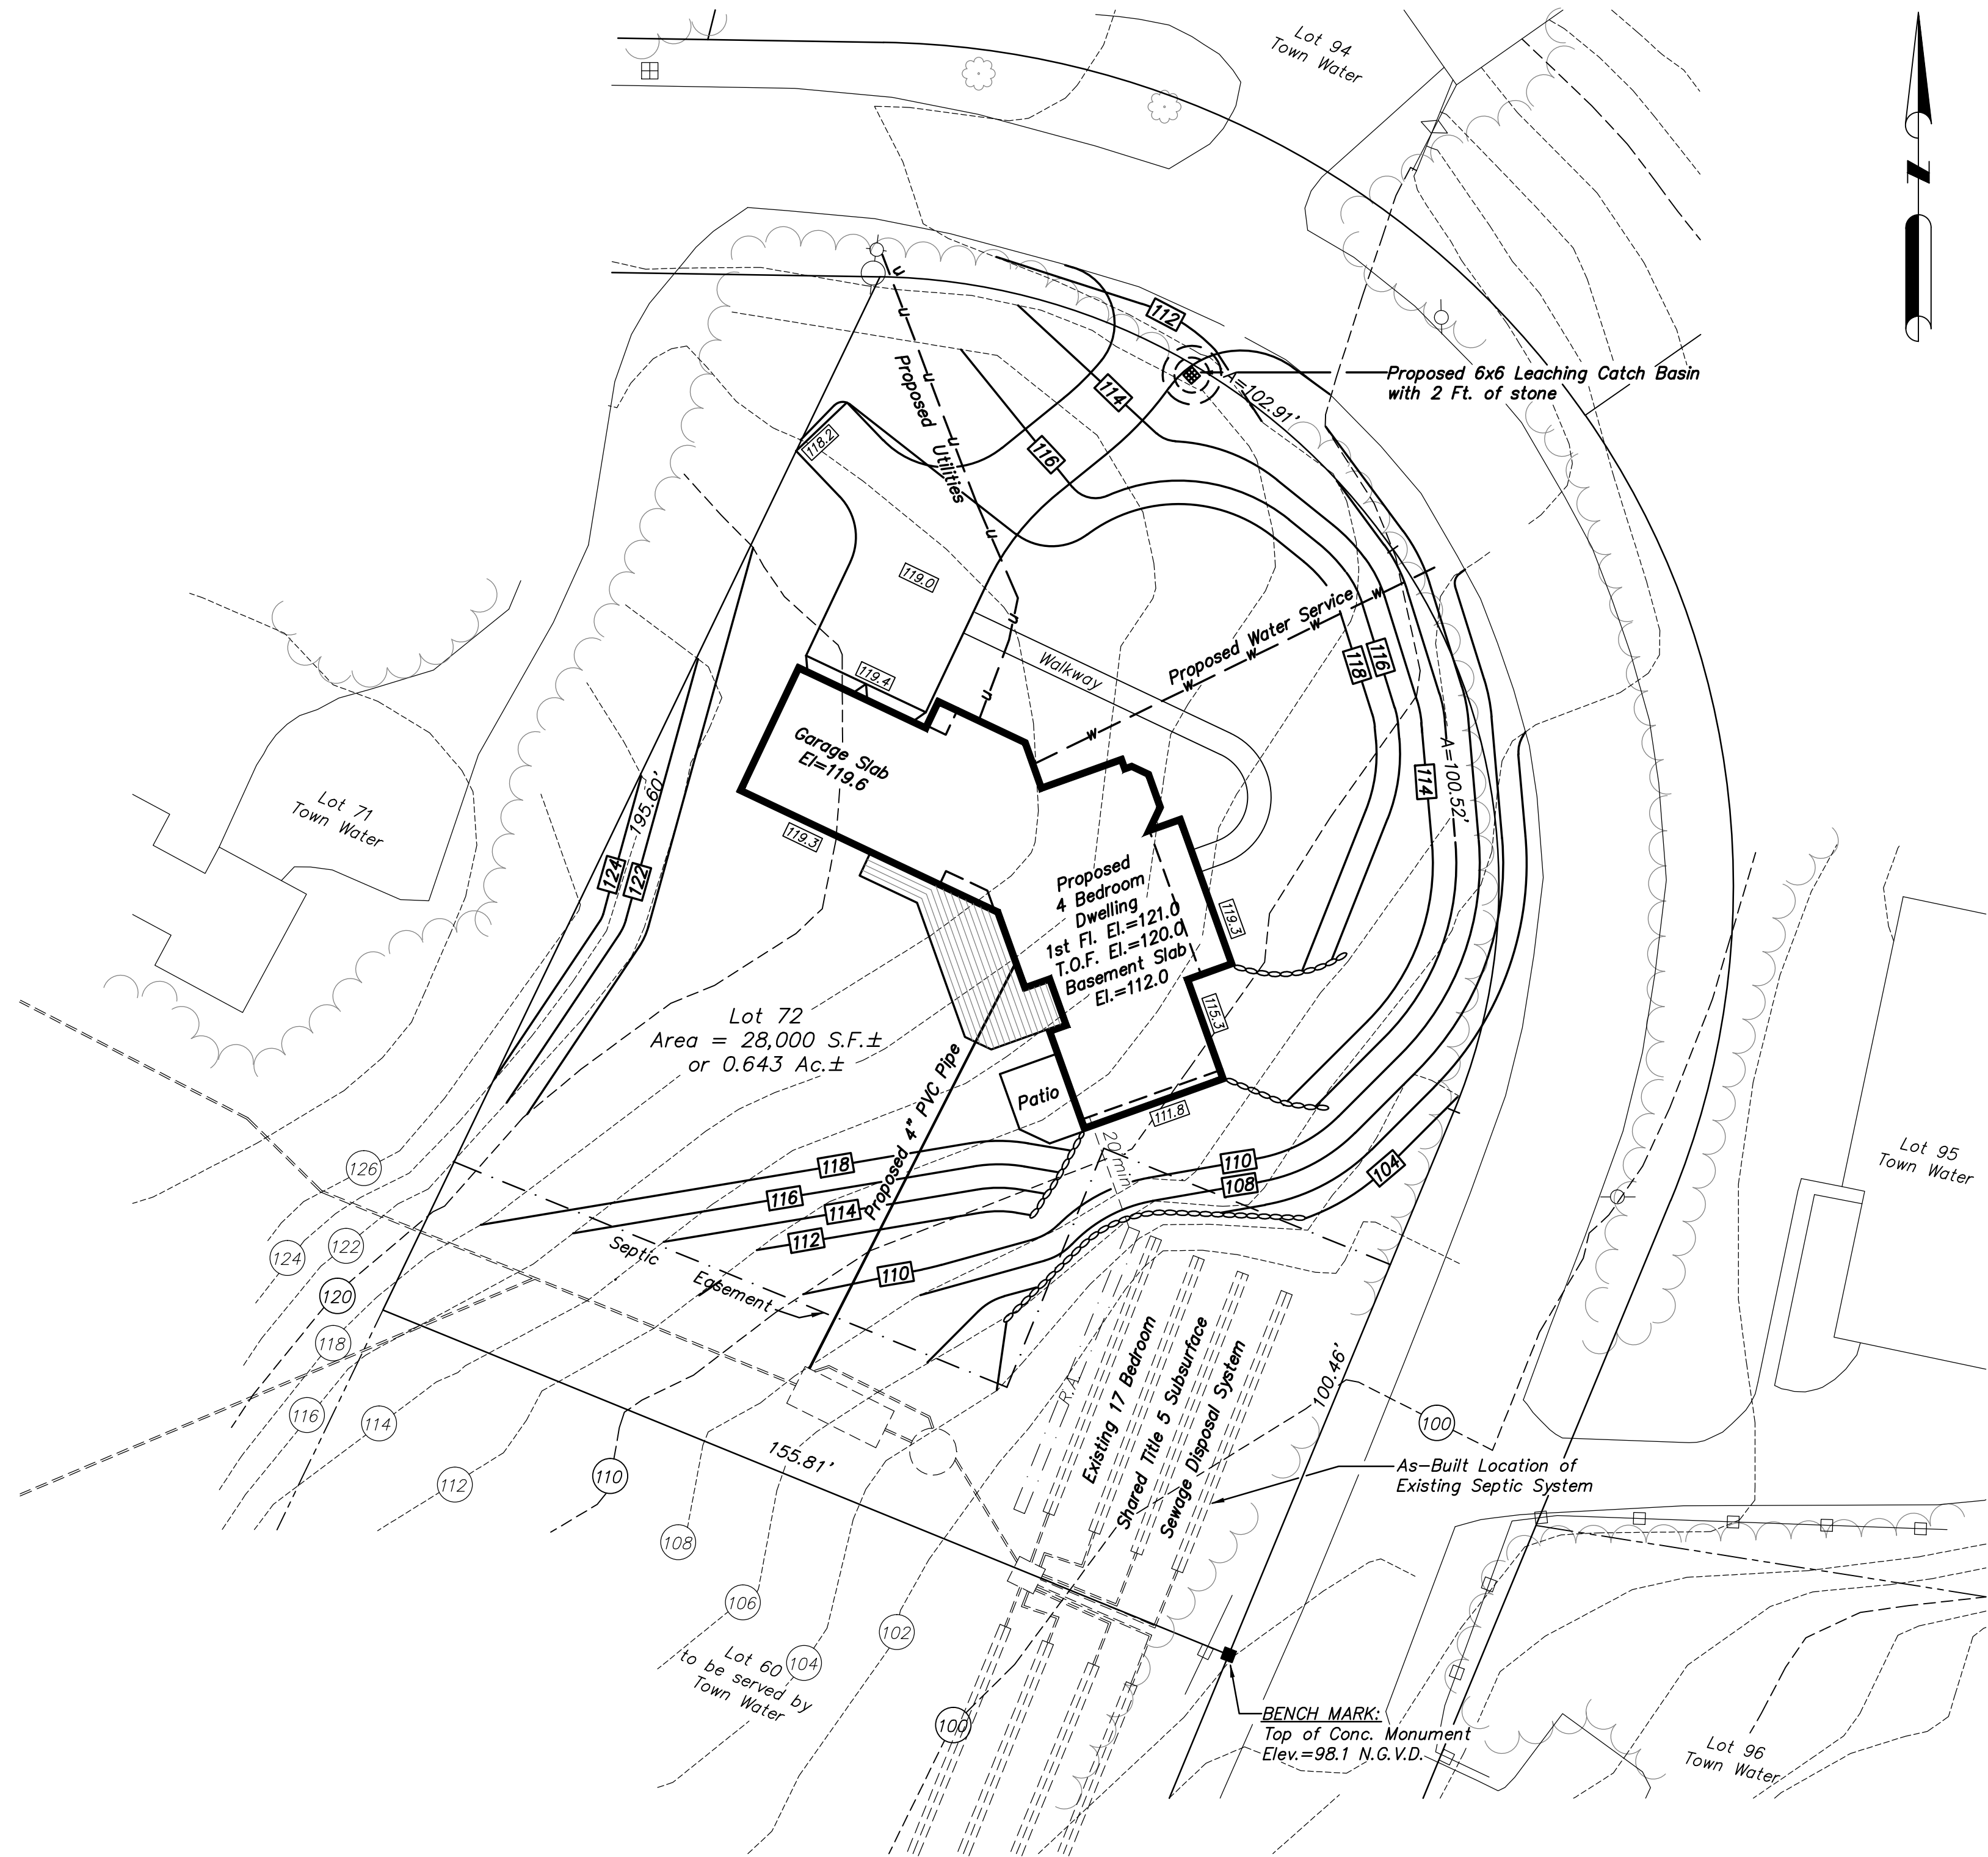 Lot 94
Town Water
N
112
Proposed 6x6 Leaching Catch Basin
with 2 Ft. of stone
A=102.91'
114
116
118.2
U
U
U
U
U
U
U
Proposed Utilities
119.0
Proposed Water Service
W
W
W
W
W
Walkway
118
116
119.4
Garage Slab
El=119.6
A=100.52'
114
195.60'
Lot 71
Town Water
119.3
124
122
Proposed
4 Bedroom
Dwelling
1st Fl. El.=121.0
T.O.F. El.=120.0
Basement Slab
El.=112.0
119.3
115.3
Lot 72
Area = 28,000 S.F.±
or 0.643 Ac.±
Patio
111.8
Proposed 4" PVC Pipe
20' min.
118
116
114
112
110
110
108
104
Lot 95
Town Water
126
124
122
120
118
116
114
112
110
108
106
104
102
100
100
Septic
Easement
R.A.
Existing 17 Bedroom
Shared Title 5 Subsurface
Sewage Disposal System
100.46'
155.81'
As-Built Location of
Existing Septic System
Lot 60
to be served by
Town Water
BENCH MARK:
Top of Conc. Monument
Elev.=98.1 N.G.V.D.
Lot 96
Town Water